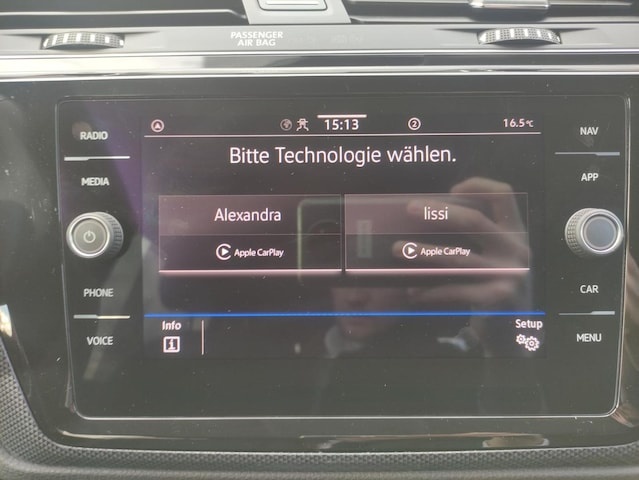 PASSENGER
AIR BAG
RADIO
MEDIA
PHONE
VOICE
15:13
2
16.5°C
Bitte Technologie wählen.
Alexandra
Apple CarPlay
lissi
Apple CarPlay
Info
Setup
NAV
APP
CAR
MENU